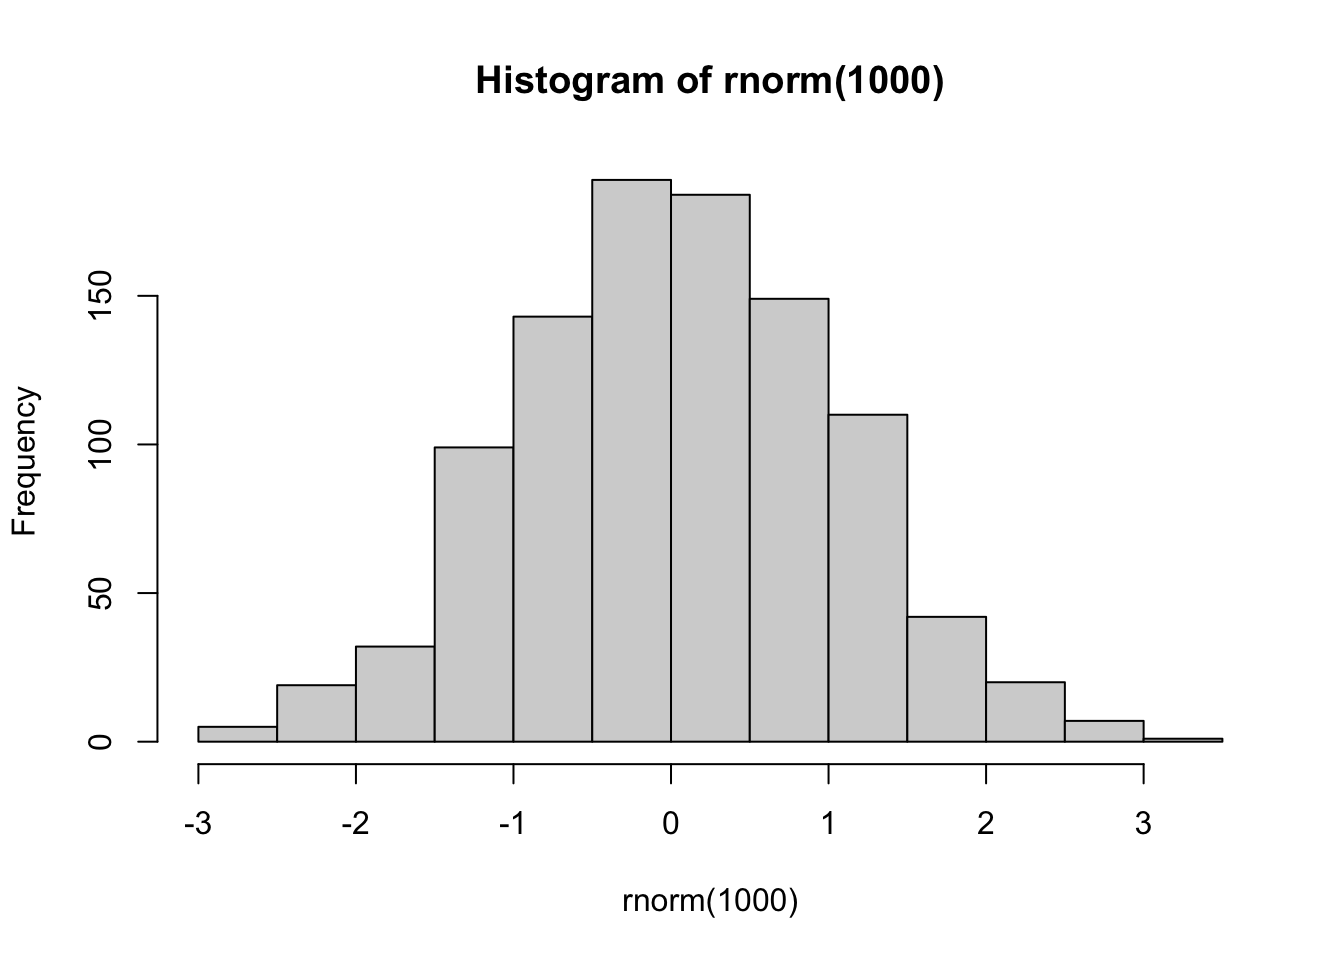 Histogram of rnorm(1000)
Frequency
150
100
50
0
-3 -2 -1 0 1 2 3
rnorm(1000)